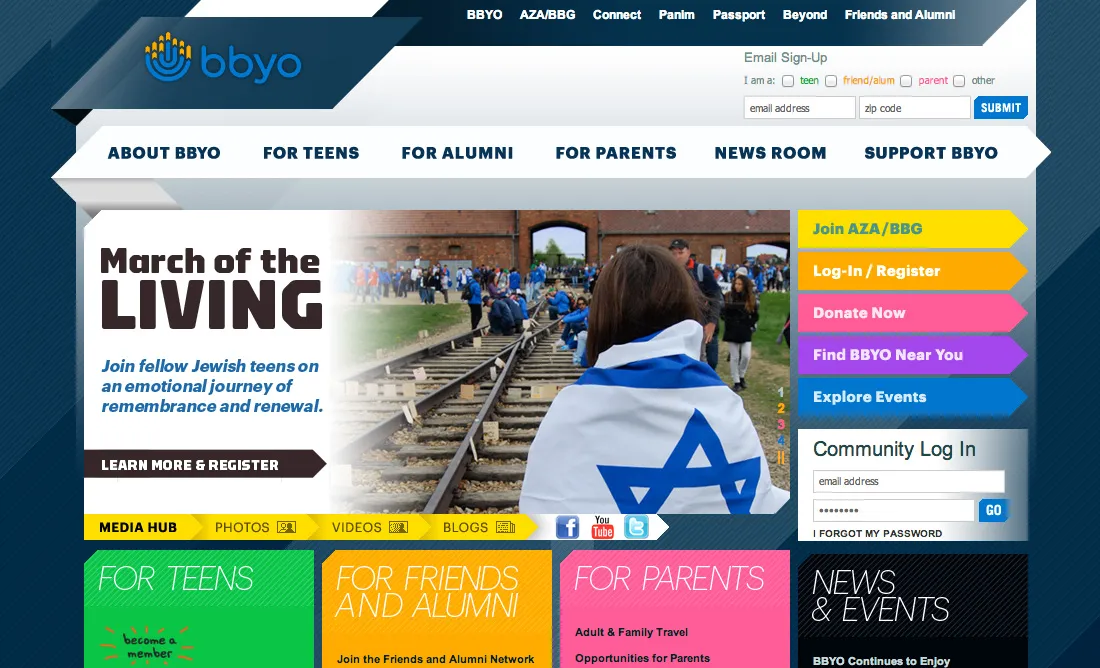 BBYO AZA/BBG Connect Panim Passport Beyond Friends and Alumni
bbyo
Email Sign-Up
I am a: teen friend/alum parent other
email address zip code SUBMIT
ABOUT BBYO FOR TEENS FOR ALUMNI FOR PARENTS NEWS ROOM SUPPORT BBYO
March of the
LIVING
Join fellow Jewish teens on
an emotional journey of
remembrance and renewal.
LEARN MORE & REGISTER
1
2
3
4
Join AZA/BBG
Log-In / Register
Donate Now
Find BBYO Near You
Explore Events
Community Log In
email address
•••••••• GO
I FORGOT MY PASSWORD
MEDIA HUB PHOTOS VIDEOS BLOGS
f You
Tube t
FOR TEENS
become a
member
FOR FRIENDS
AND ALUMNI
Join the Friends and Alumni Network
FOR PARENTS
Adult & Family Travel
Opportunities for Parents
NEWS
& EVENTS
BBYO Continues to Enjoy